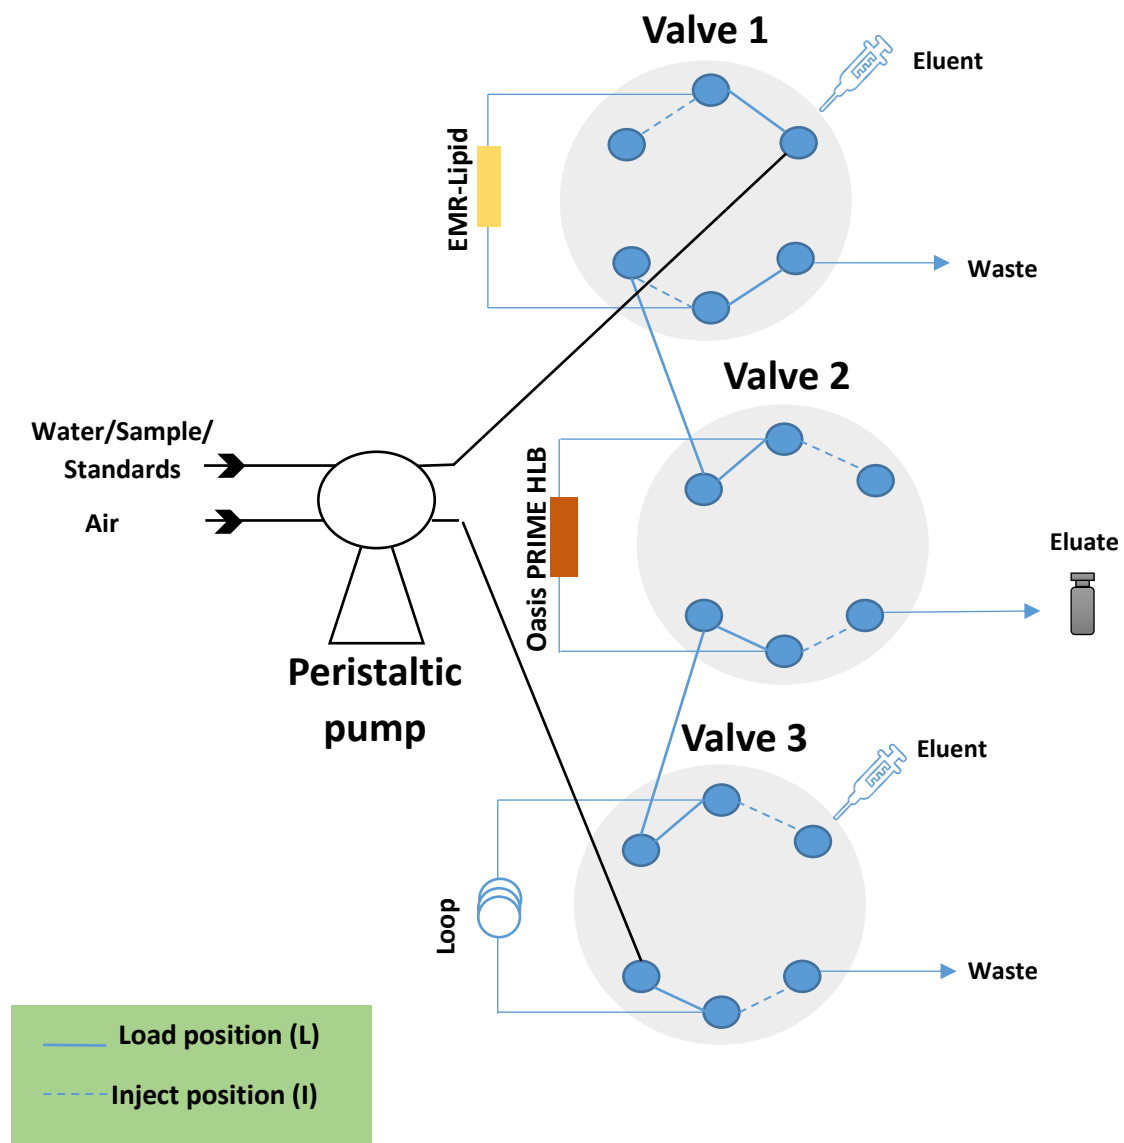 Valve 1
Eluent
EMR-Lipid
Waste
Valve 2
Water/Sample/
Standards
Air
Oasis PRIME HLB
Eluate
Peristaltic
pump
Valve 3
Eluent
Loop
Waste
Load position (L)
Inject position (I)